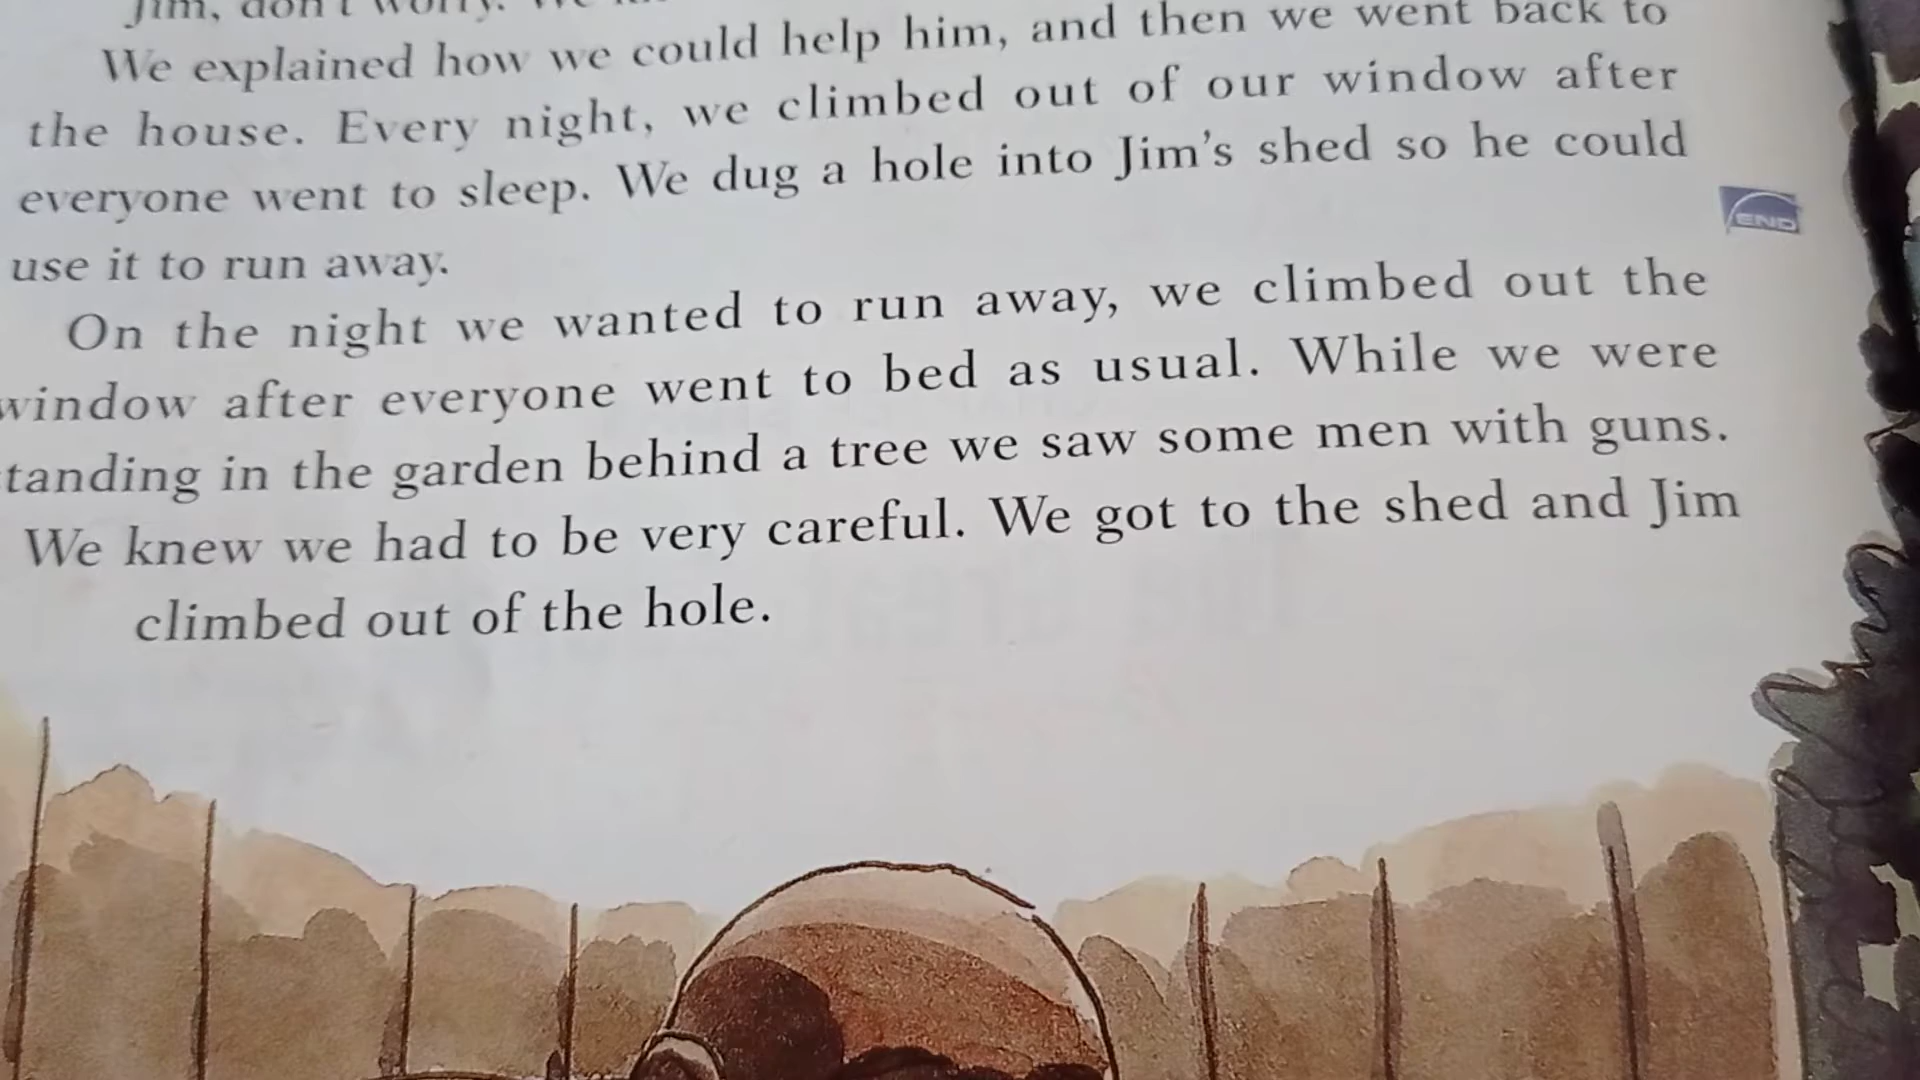 Jim, don't worry. We
We explained how we could help him, and then we went back to
the house. Every night, we climbed out of our window after
everyone went to sleep. We dug a hole into Jim's shed so he could
use it to run away.
END
On the night we wanted to run away, we climbed out the
window after everyone went to bed as usual. While we were
tanding in the garden behind a tree we saw some men with guns.
We knew we had to be very careful. We got to the shed and Jim
climbed out of the hole.